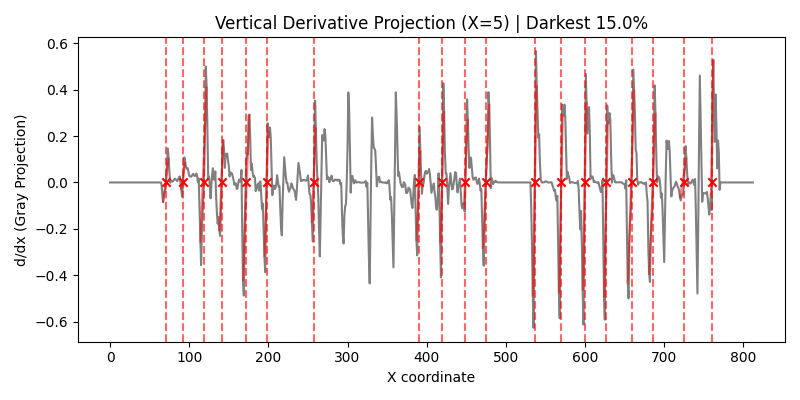 Vertical Derivative Projection (X=5) | Darkest 15.0%
d/dx (Gray Projection)
0.6
0.4
0.2
0.0
−0.2
−0.4
−0.6
0 100 200 300 400 500 600 700 800
X coordinate